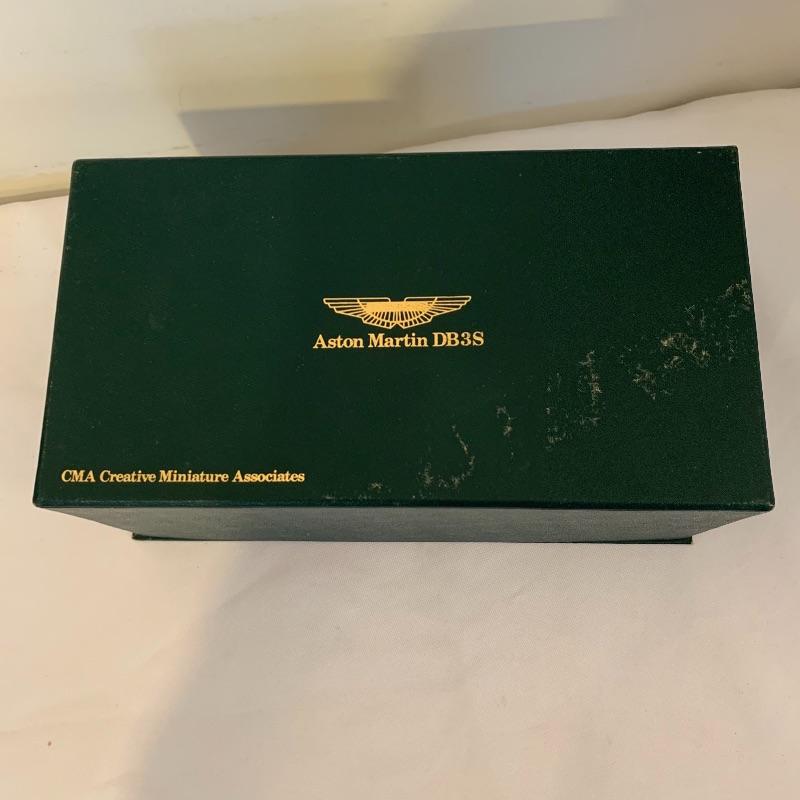 Aston Martin DB3S
CMA Creative Miniature Associates